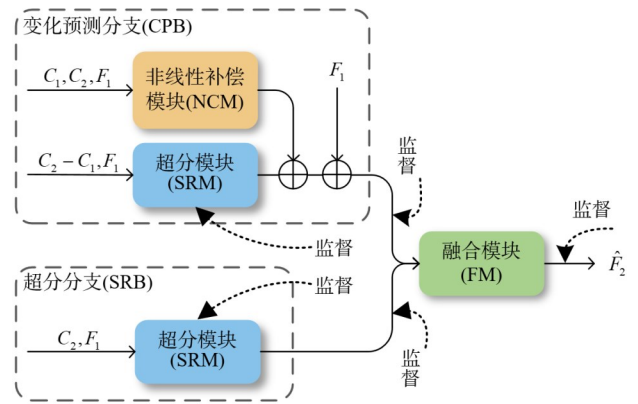 变化预测分支(CPB)
C₁,C₂,F₁
非线性补偿
模块(NCM)
F₁
C₂ − C₁,F₁
超分模块
(SRM)
监督
监督
监督
融合模块
(FM)
F̂₂
超分分支(SRB)
监督
C₂,F₁
超分模块
(SRM)
监督